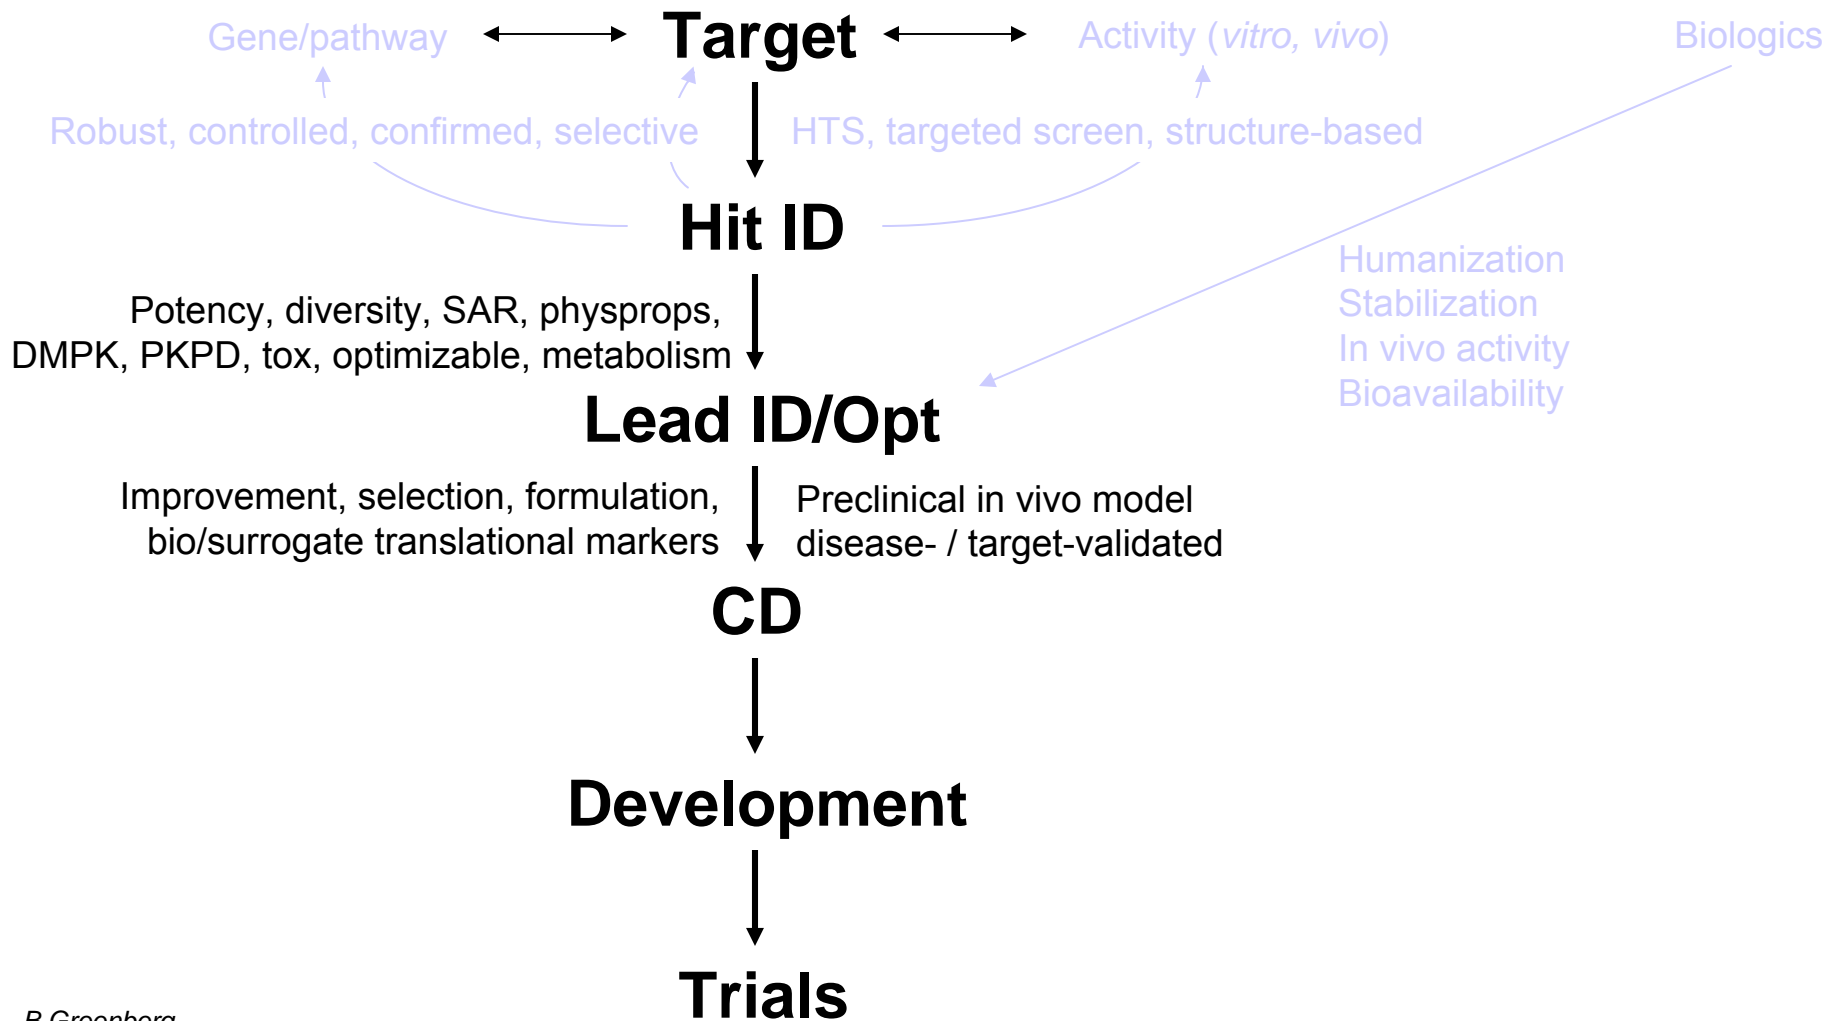 Gene/pathway
Target
Activity (vitro, vivo)
Biologics
Robust, controlled, confirmed, selective
HTS, targeted screen, structure-based
Hit ID
Humanization
Stabilization
In vivo activity
Bioavailability
Potency, diversity, SAR, physprops,
DMPK, PKPD, tox, optimizable, metabolism
Lead ID/Opt
Improvement, selection, formulation,
bio/surrogate translational markers
Preclinical in vivo model
disease- / target-validated
CD
Development
Trials
B Greenberg